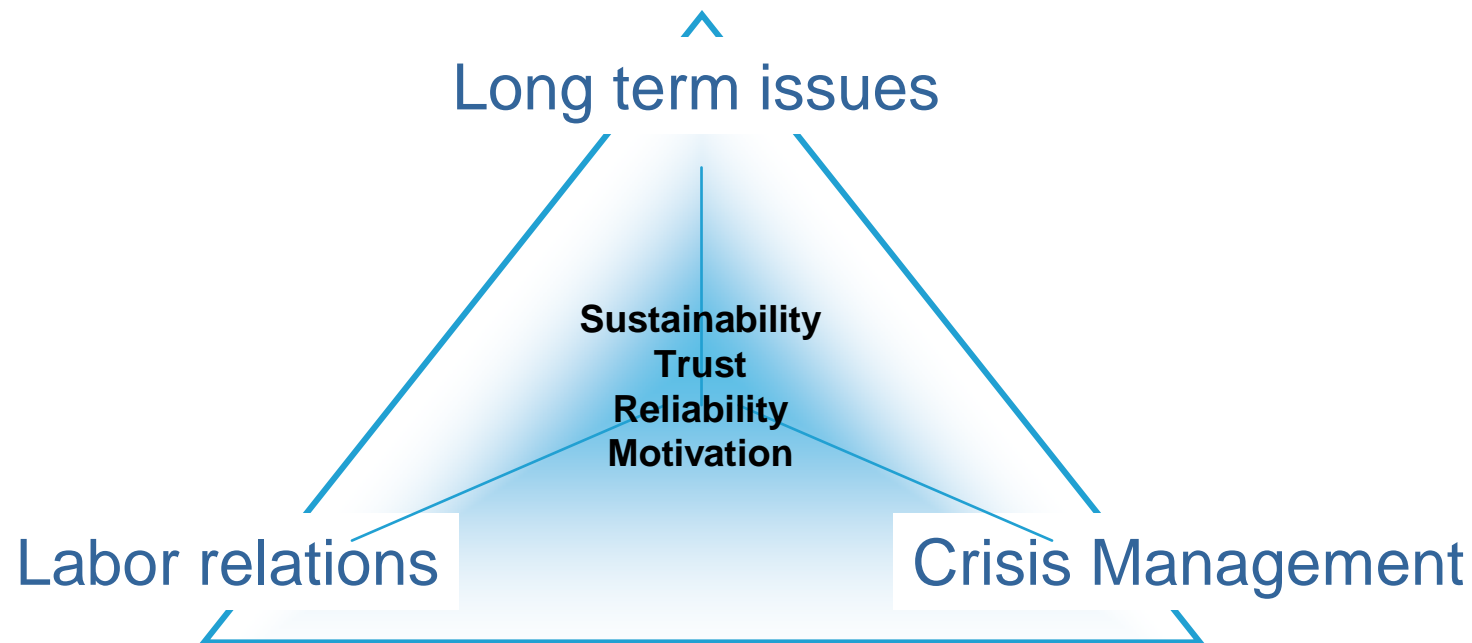 Long term issues
Sustainability
Trust
Reliability
Motivation
Labor relations
Crisis Management